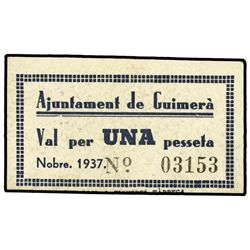 Ajuntament de Guimerà
Val per UNA pesseta
Nobre. 1937. Nº 03153